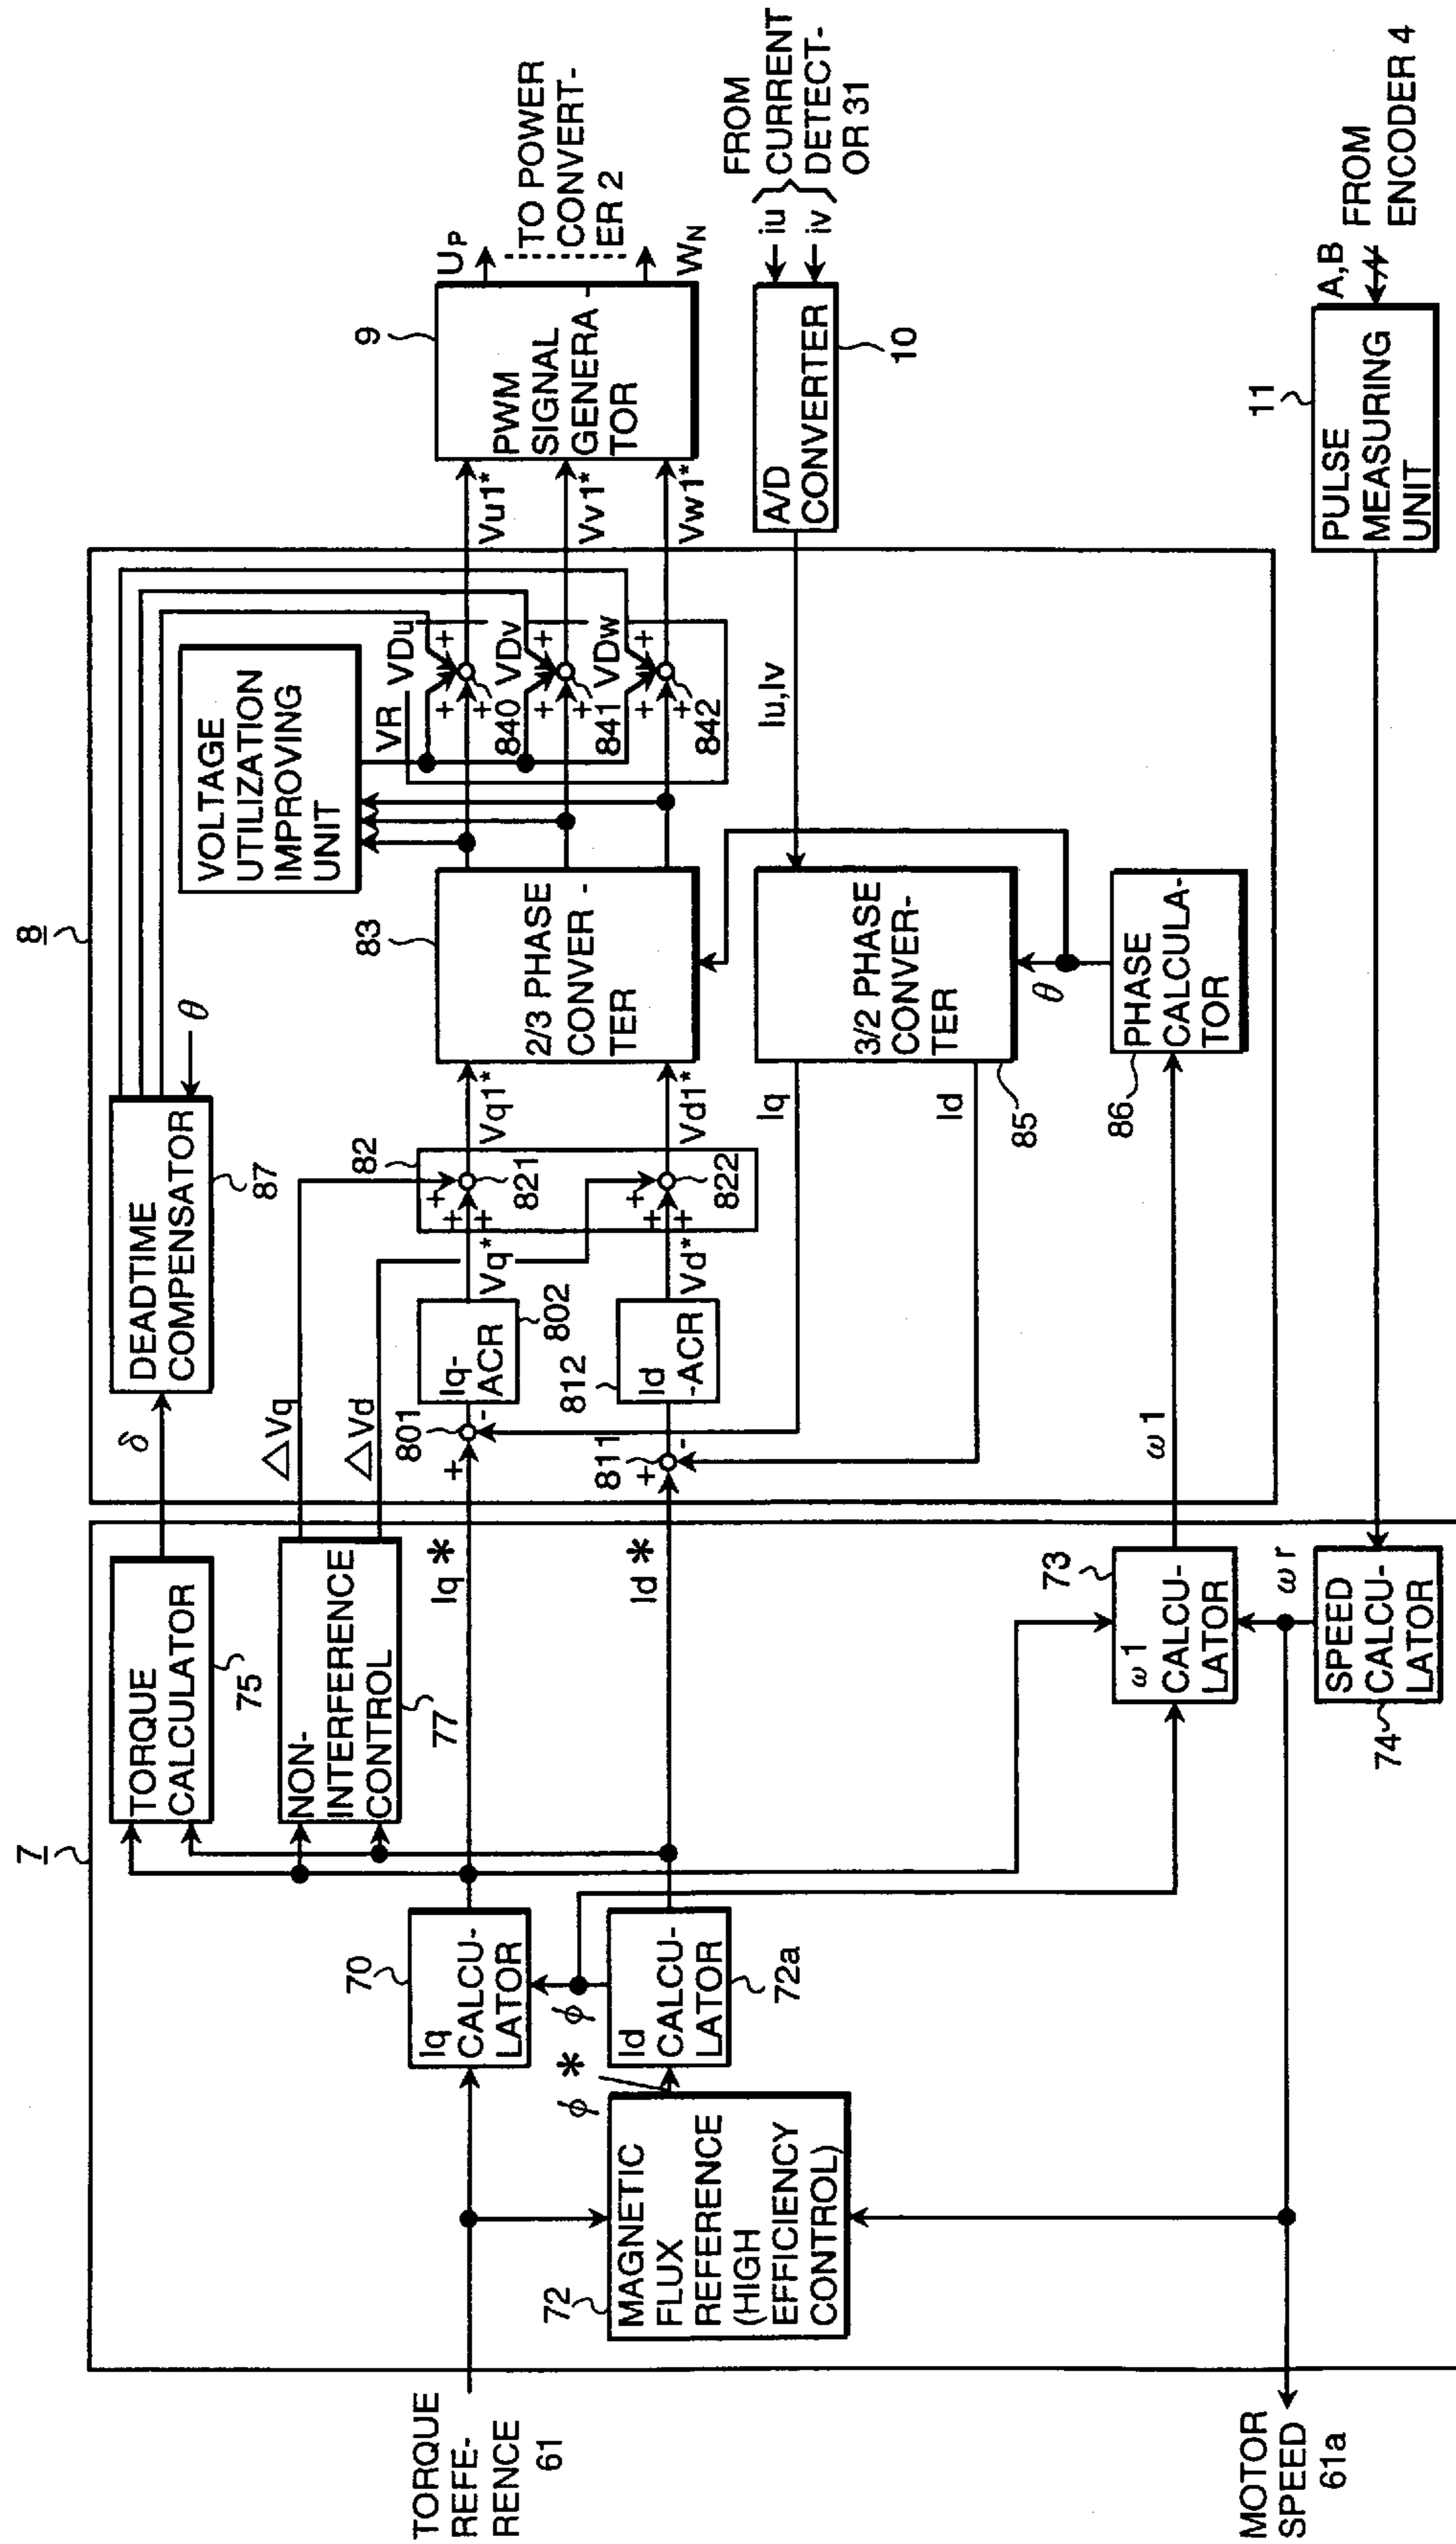 7
8
TORQUE
REFE-
RENCE
61
MOTOR
SPEED
61a
72
MAGNETIC
FLUX
REFERENCE
(HIGH
EFFICIENCY
CONTROL)
ϕ*
ϕ
70
Iq
CALCU-
LATOR
Id
CALCU-
LATOR
72a
TORQUE
CALCULATOR
75
NON-
INTERFERENCE
CONTROL
77
Iq*
Id*
73
ω1
CALCU-
LATOR
ωr
SPEED
CALCU-
LATOR
74
δ
△Vq
△Vd
ω1
DEADTIME
COMPENSATOR
87
θ
801
+
-
Iq-
ACR
802
Vq*
811
+
-
812
Id
-ACR
Vd*
82
+
+
+
821
Vq1*
+
+
+
822
Vd1*
Iq
Id
83
2/3 PHASE
CONVER-
TER
3/2 PHASE
CONVER-
TER
85
θ
PHASE
CALCULA-
TOR
86
VOLTAGE
UTILIZATION
IMPROVING
UNIT
VR
VDu
+
+
+
840
VDv
+
+
+
841
VDw
+
+
+
842
Iu,Iv
Vu1*
Vv1*
Vw1*
9
PWM
SIGNAL
GENERA-
TOR
UP
WN
TO POWER
CONVERT-
ER 2
A/D
CONVERTER
10
iu
iv
FROM
CURRENT
DETECT-
OR 31
11
PULSE
MEASURING
UNIT
A,B
FROM
ENCODER 4